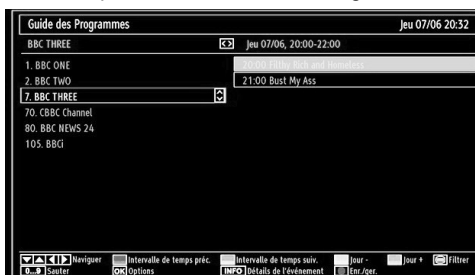 Guide des Programmes Jeu 07/06 20:32
BBC THREE Jeu 07/06, 20:00-22:00
1. BBC ONE 20:00 Filthy Rich and Homeless
2. BBC TWO 21:00 Bust My Ass
7. BBC THREE
70. CBBC Channel
80. BBC NEWS 24
105. BBCi
Naviguer Intervalle de temps préc. Intervalle de temps suiv. Jour - Jour + Filtrer
0...9 Sauter OK Options INFO Détails de l'événement Enr./ger.